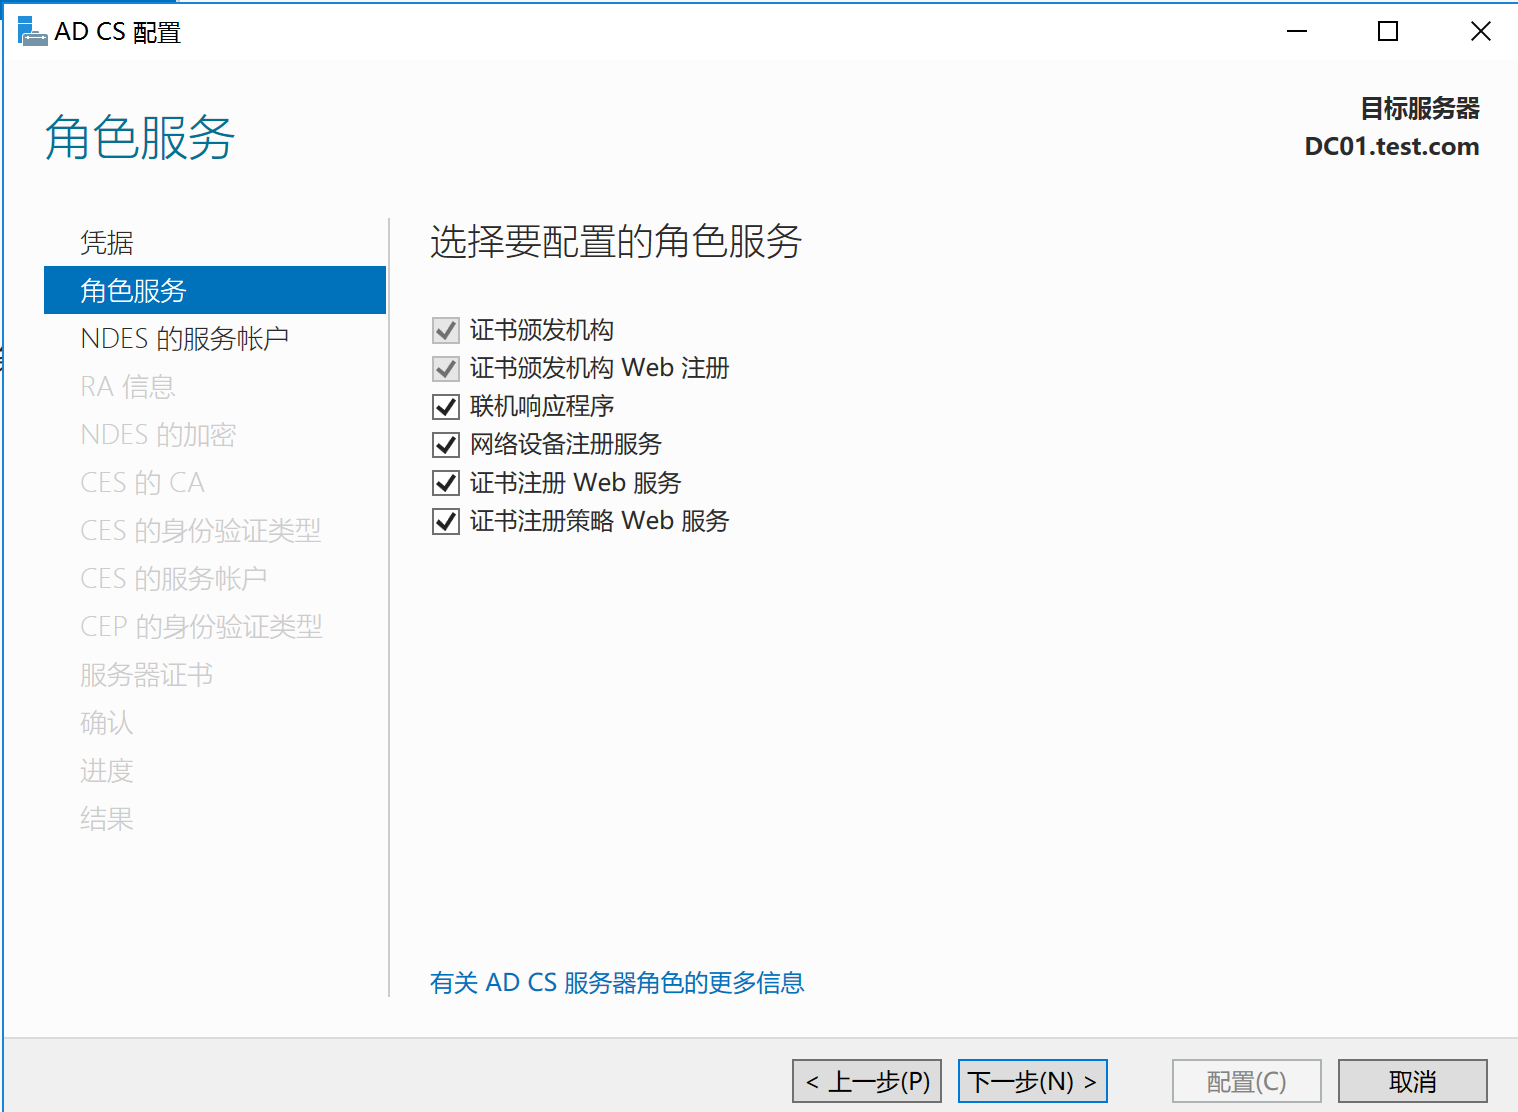 AD CS 配置
角色服务
目标服务器
DC01.test.com
凭据
角色服务
NDES 的服务帐户
RA 信息
NDES 的加密
CES 的 CA
CES 的身份验证类型
CES 的服务帐户
CEP 的身份验证类型
服务器证书
确认
进度
结果
选择要配置的角色服务
证书颁发机构
证书颁发机构 Web 注册
联机响应程序
网络设备注册服务
证书注册 Web 服务
证书注册策略 Web 服务
有关 AD CS 服务器角色的更多信息
< 上一步(P)
下一步(N) >
配置(C)
取消